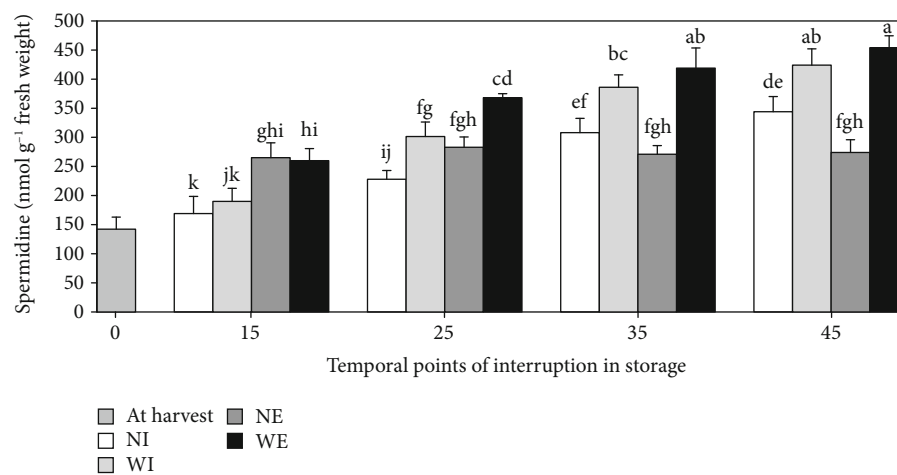 Spermidine (nmol g⁻¹ fresh weight)
500
450
400
350
300
250
200
150
100
50
0
k
jk
ghi
hi
ij
fg
fgh
cd
ef
bc
fgh
ab
de
ab
fgh
a
0 15 25 35 45
Temporal points of interruption in storage
At harvest
NI
WI
NE
WE